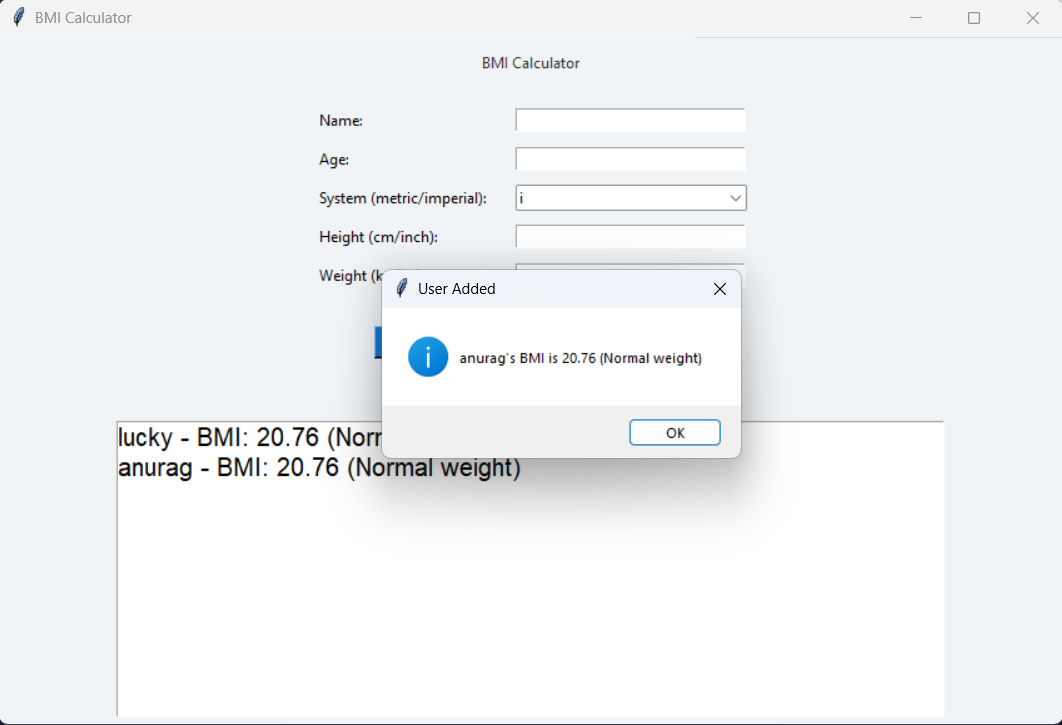 BMI Calculator
BMI Calculator
Name:
Age:
System (metric/imperial): i
Height (cm/inch):
Weight
User Added
anurag's BMI is 20.76 (Normal weight)
OK
lucky - BMI: 20.76
anurag - BMI: 20.76 (Normal weight)